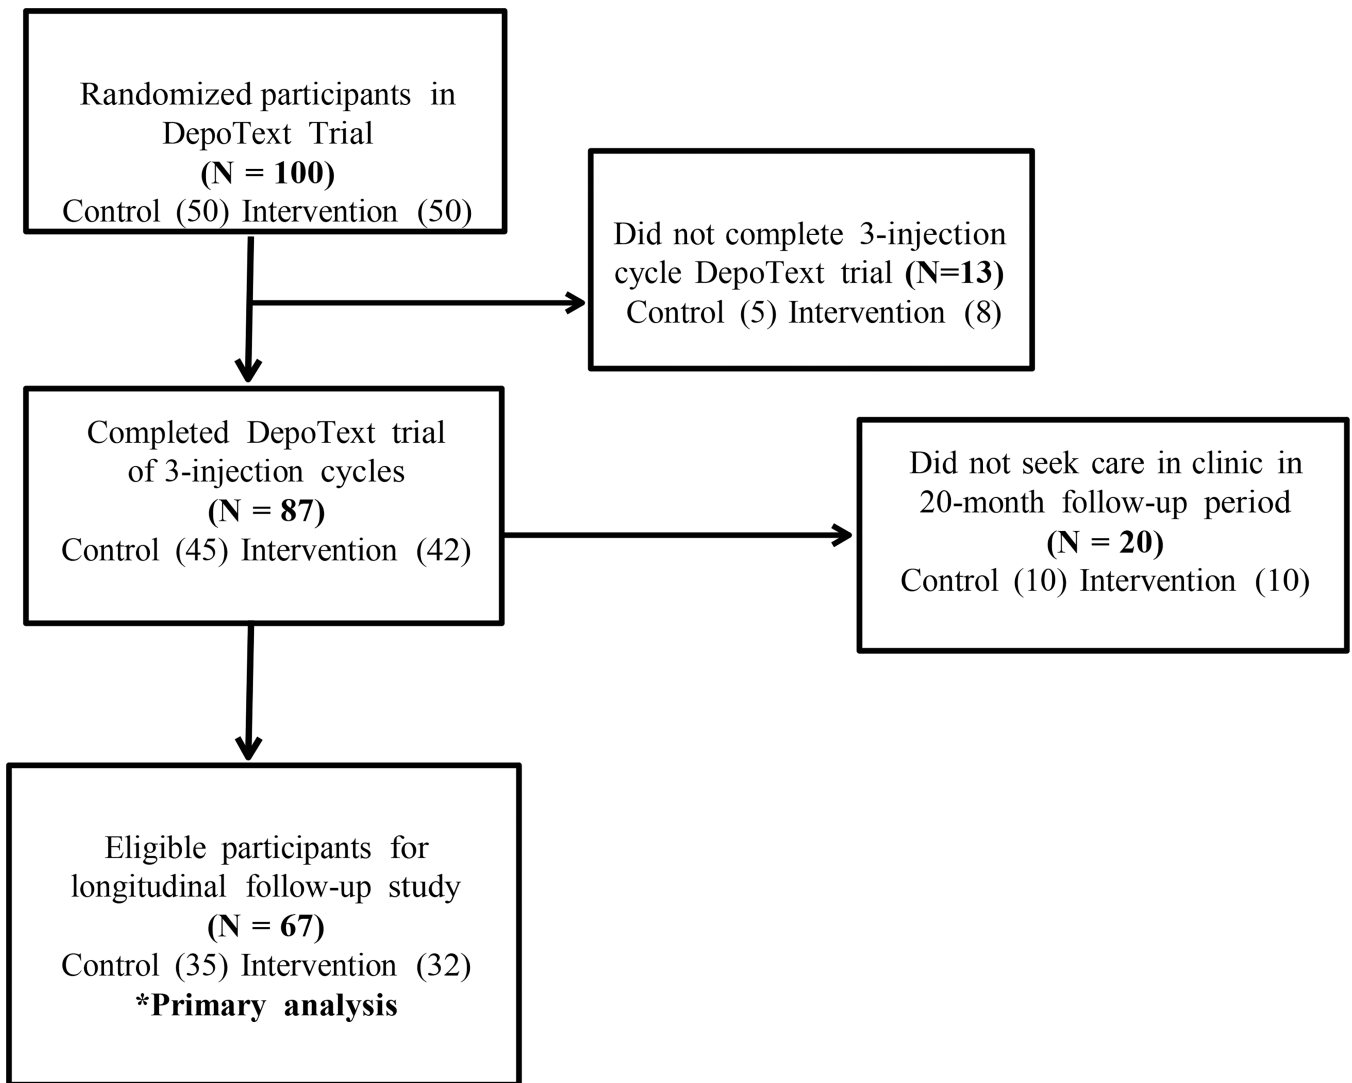 Randomized participants in
DepoText Trial
(N = 100)
Control (50) Intervention (50)
Did not complete 3-injection
cycle DepoText trial (N=13)
Control (5) Intervention (8)
Completed DepoText trial
of 3-injection cycles
(N = 87)
Control (45) Intervention (42)
Did not seek care in clinic in
20-month follow-up period
(N = 20)
Control (10) Intervention (10)
Eligible participants for
longitudinal follow-up study
(N = 67)
Control (35) Intervention (32)
*Primary analysis